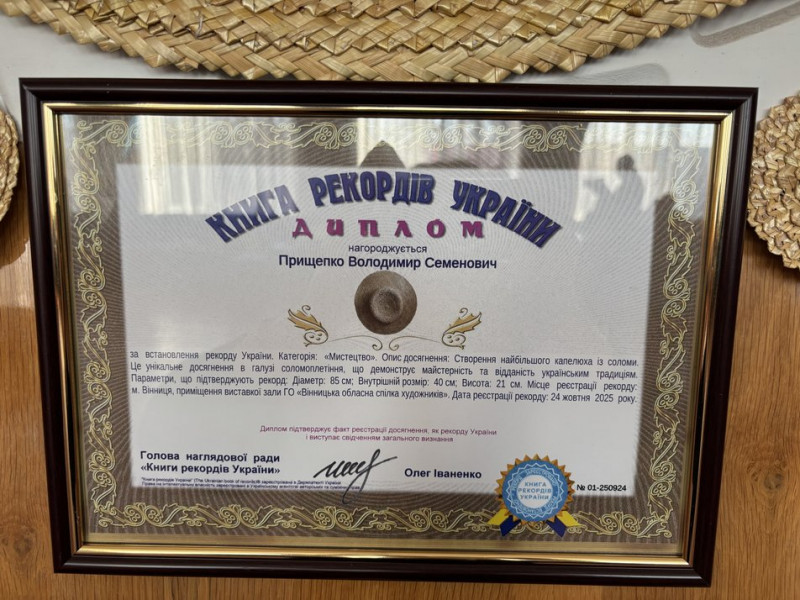 КНИГА РЕКОРДІВ УКРАЇНИ
ДИПЛОМ
нагороджується
Прищепко Володимир Семенович
за встановлення рекорду України. Категорія: «Мистецтво». Опис досягнення: Створення найбільшого капелюха із соломи.
Це унікальне досягнення в галузі соломоплетіння, що демонструє майстерність та відданість українським традиціям.
Параметри, що підтверджують рекорд: Діаметр: 85 см; Внутрішній розмір: 40 см; Висота: 21 см. Місце реєстрації рекорду:
м. Вінниця, приміщення виставкої зали ГО «Вінницька обласна спілка художників». Дата реєстрації рекорду: 24 жовтня 2025 року.
Диплом підтверджує факт реєстрації досягнення, як рекорду України
і виступає свідченням загального визнання
Голова наглядової ради
«Книги рекордів України»
Олег Іваненко
КНИГА
РЕКОРДІВ
УКРАЇНИ
№ 01-250924